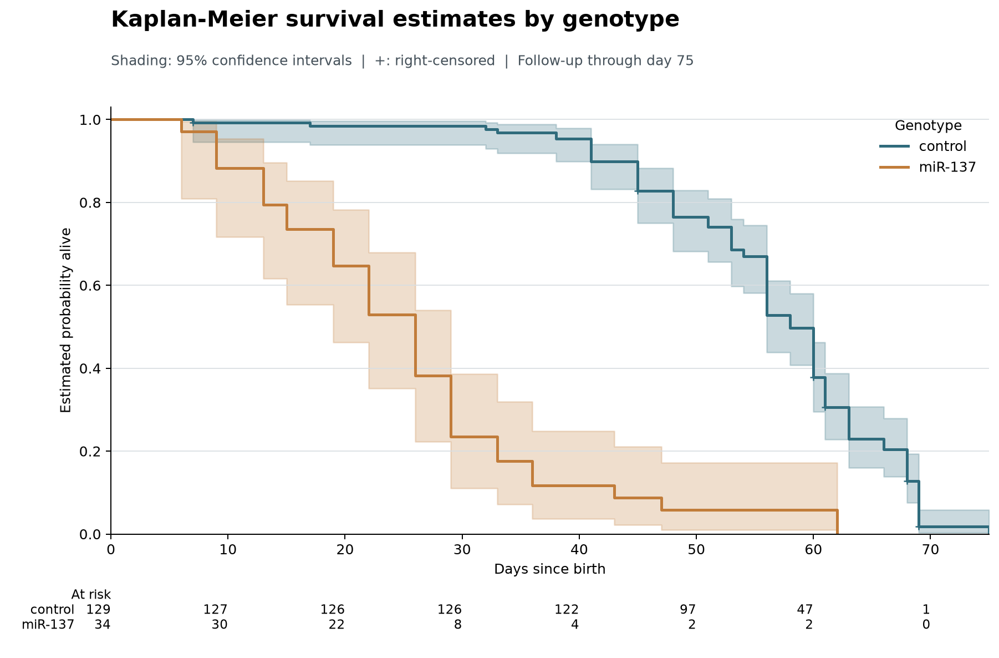 Kaplan-Meier survival estimates by genotype
Shading: 95% confidence intervals | +: right-censored | Follow-up through day 75
Genotype
control
miR-137
Estimated probability alive
1.0
0.8
0.6
0.4
0.2
0.0
0 10 20 30 40 50 60 70
Days since birth
At risk
control 129 127 126 126 122 97 47 1
miR-137 34 30 22 8 4 2 2 0